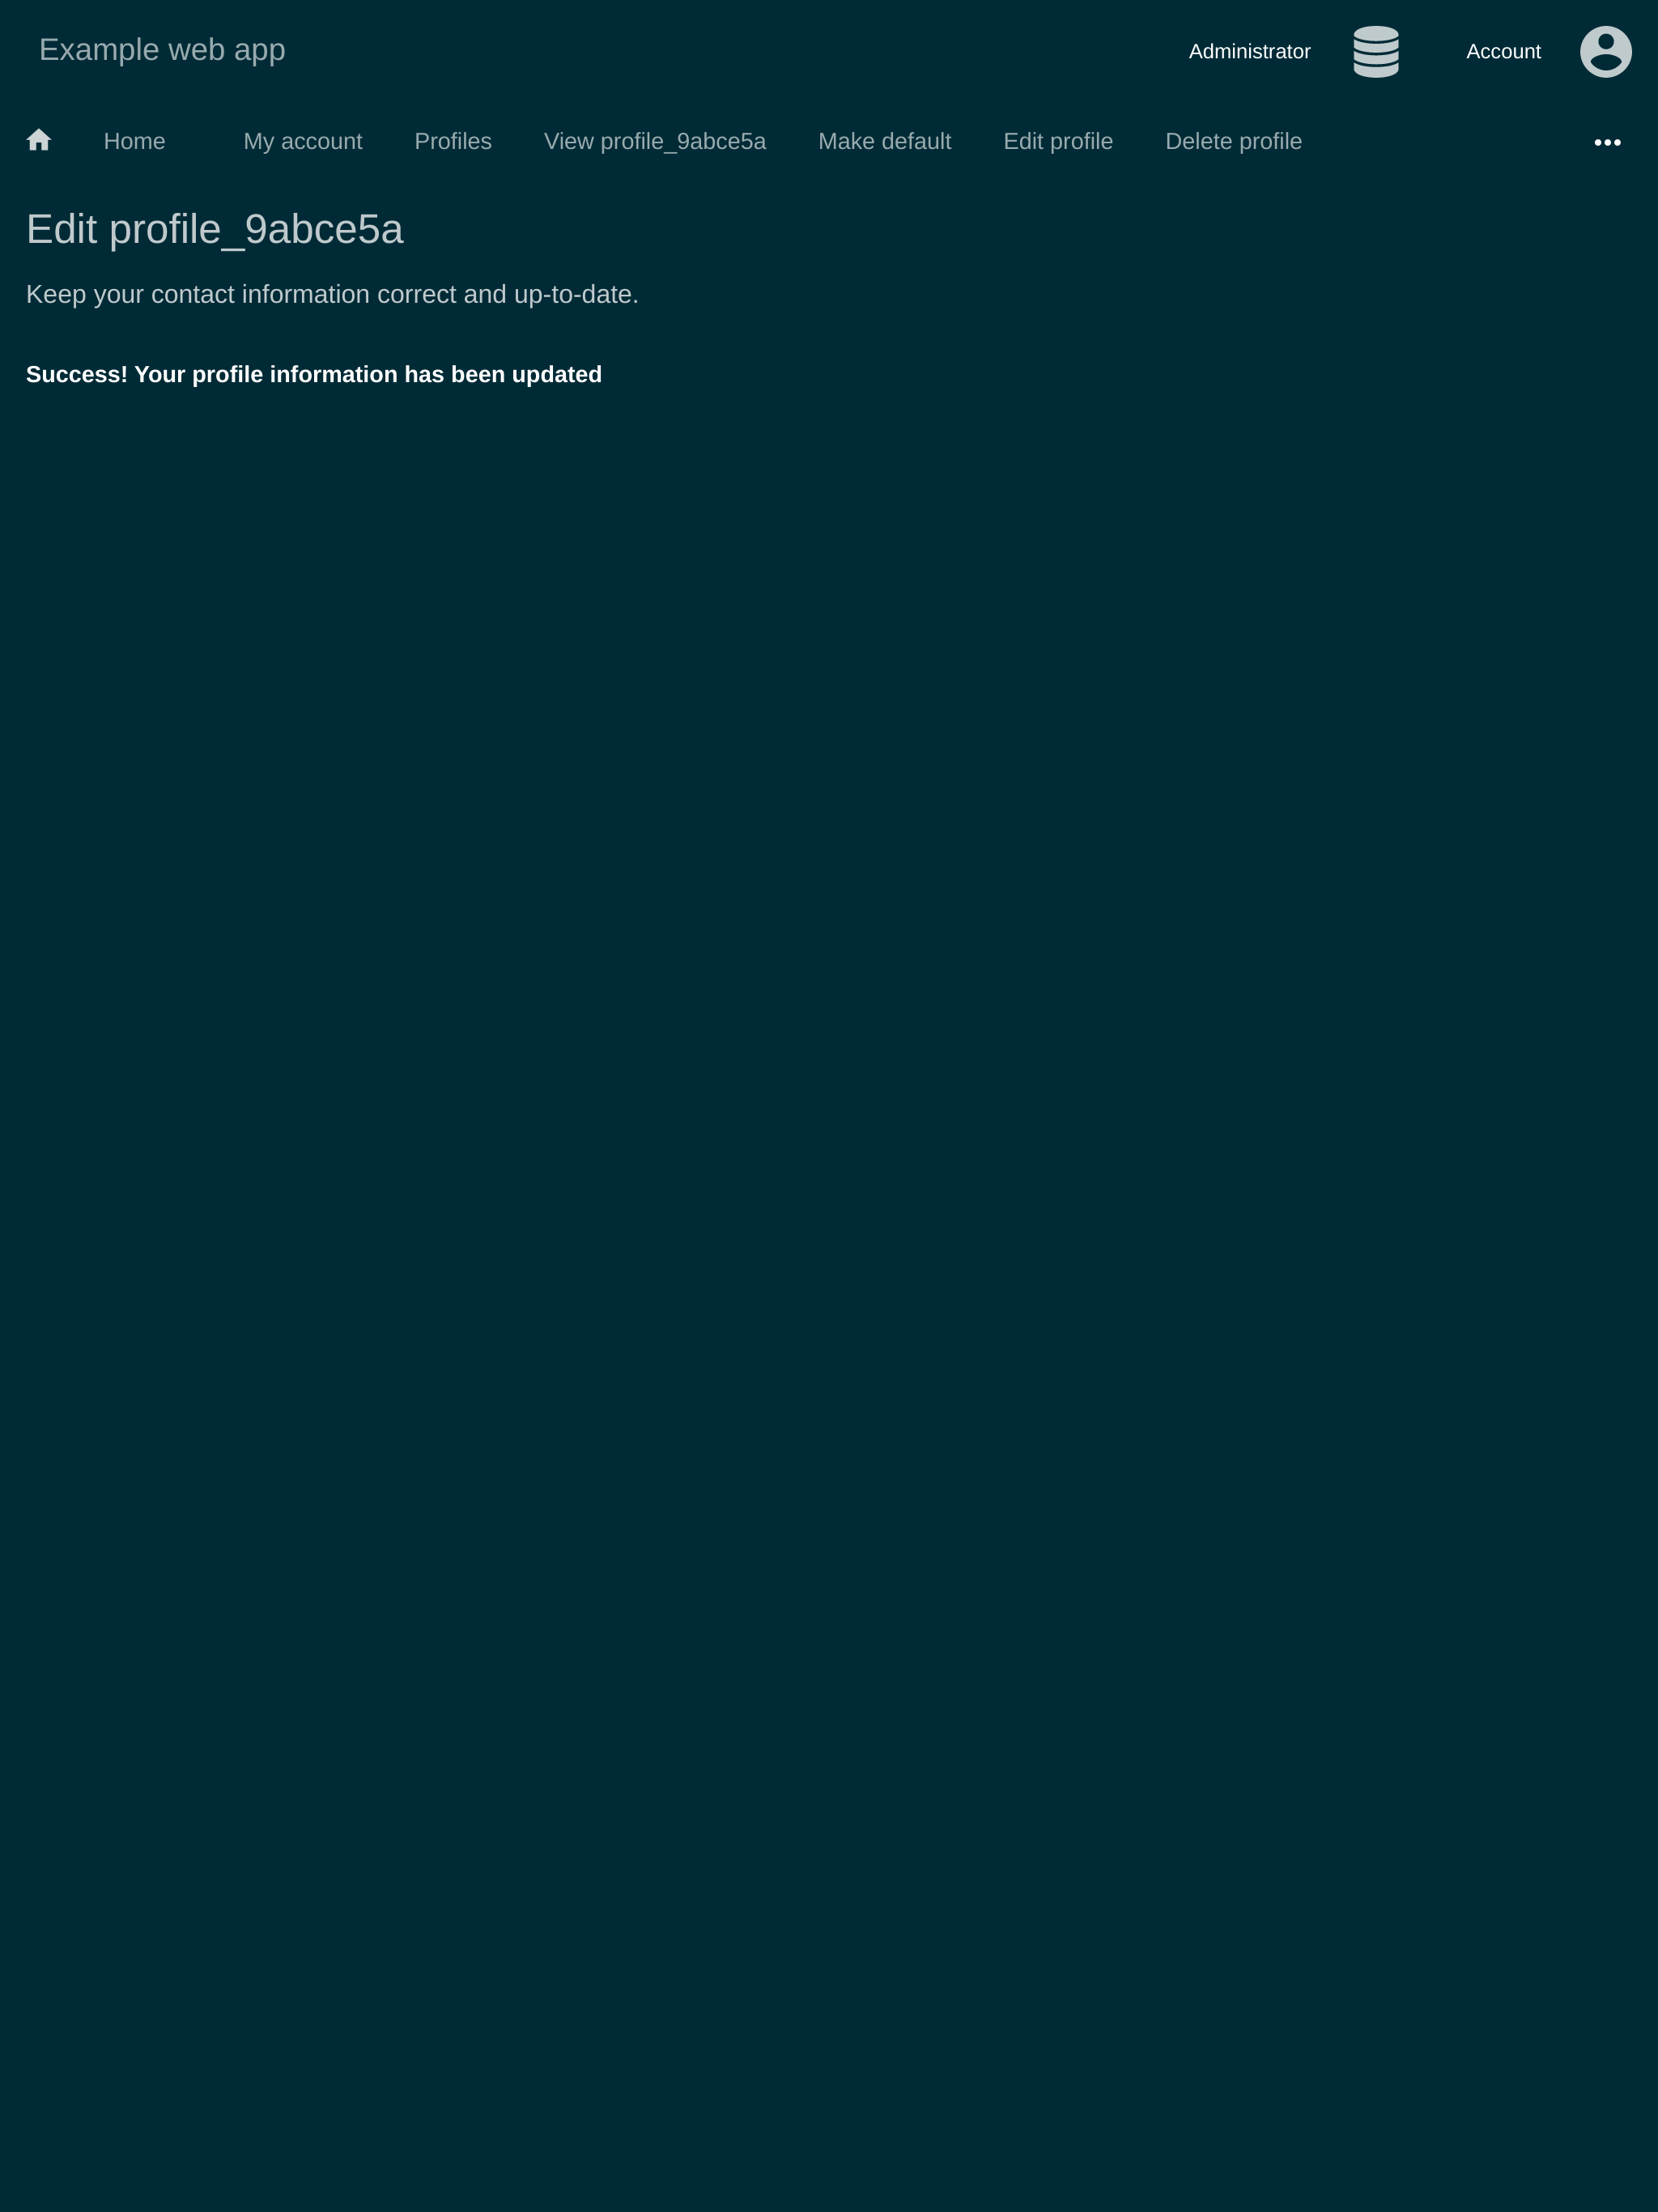 Example web app
Administrator
Account
Home
My account
Profiles
View profile_9abce5a
Make default
Edit profile
Delete profile
Edit profile_9abce5a
Keep your contact information correct and up-to-date.
Success! Your profile information has been updated